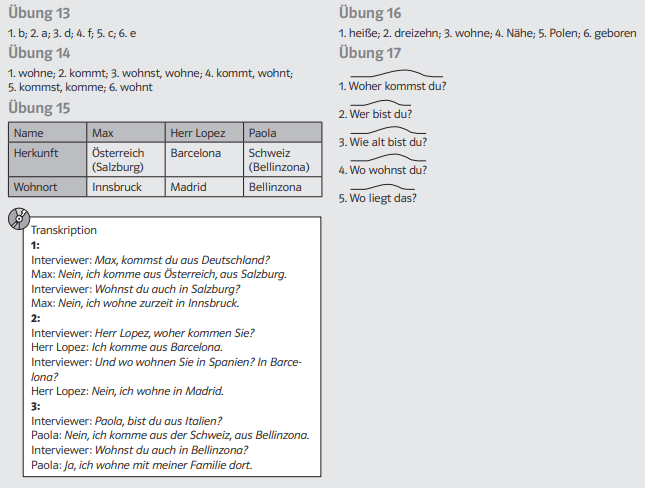 Übung 13
1. b; 2. a; 3. d; 4. f; 5. c; 6. e
Übung 14
1. wohne; 2. kommt; 3. wohnst, wohne; 4. kommt, wohnt;
5. kommst, komme; 6. wohnt
Übung 15
Name Max Herr Lopez Paola
Herkunft Österreich Barcelona Schweiz
(Salzburg) (Bellinzona)
Wohnort Innsbruck Madrid Bellinzona
Transkription
1:
Interviewer: Max, kommst du aus Deutschland?
Max: Nein, ich komme aus Österreich, aus Salzburg.
Interviewer: Wohnst du auch in Salzburg?
Max: Nein, ich wohne zurzeit in Innsbruck.
2:
Interviewer: Herr Lopez, woher kommen Sie?
Herr Lopez: Ich komme aus Barcelona.
Interviewer: Und wo wohnen Sie in Spanien? In Barce-
lona?
Herr Lopez: Nein, ich wohne in Madrid.
3:
Interviewer: Paola, bist du aus Italien?
Paola: Nein, ich komme aus der Schweiz, aus Bellinzona.
Interviewer: Wohnst du auch in Bellinzona?
Paola: Ja, ich wohne mit meiner Familie dort.
Übung 16
1. heiße; 2. dreizehn; 3. wohne; 4. Nähe; 5. Polen; 6. geboren
Übung 17
1. Woher kommst du?
2. Wer bist du?
3. Wie alt bist du?
4. Wo wohnst du?
5. Wo liegt das?